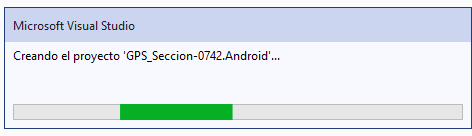 Microsoft Visual Studio
Creando el proyecto 'GPS_Seccion-0742.Android'...